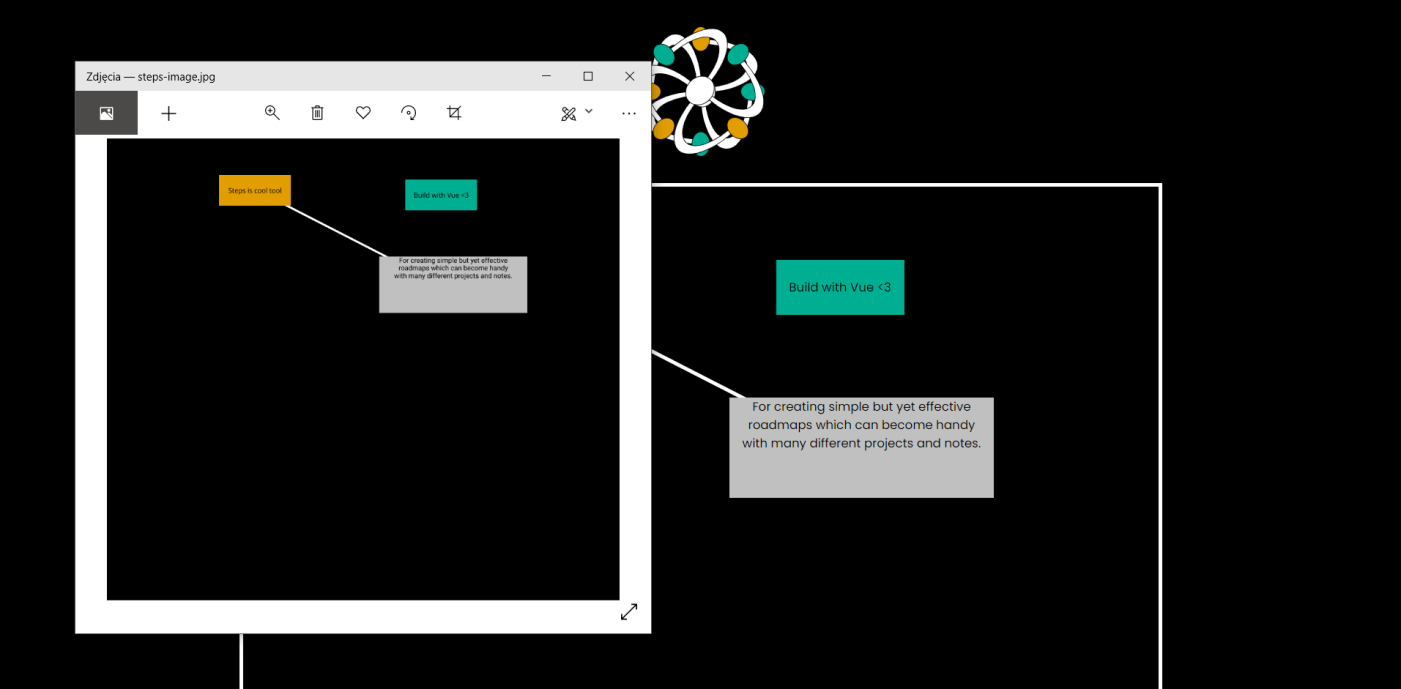 Zdjęcia — steps-image.jpg
Steps is cool tool
Build with Vue <3
For creating simple but yet effective
roadmaps which can become handy
with many different projects and notes.
Build with Vue <3
For creating simple but yet effective
roadmaps which can become handy
with many different projects and notes.